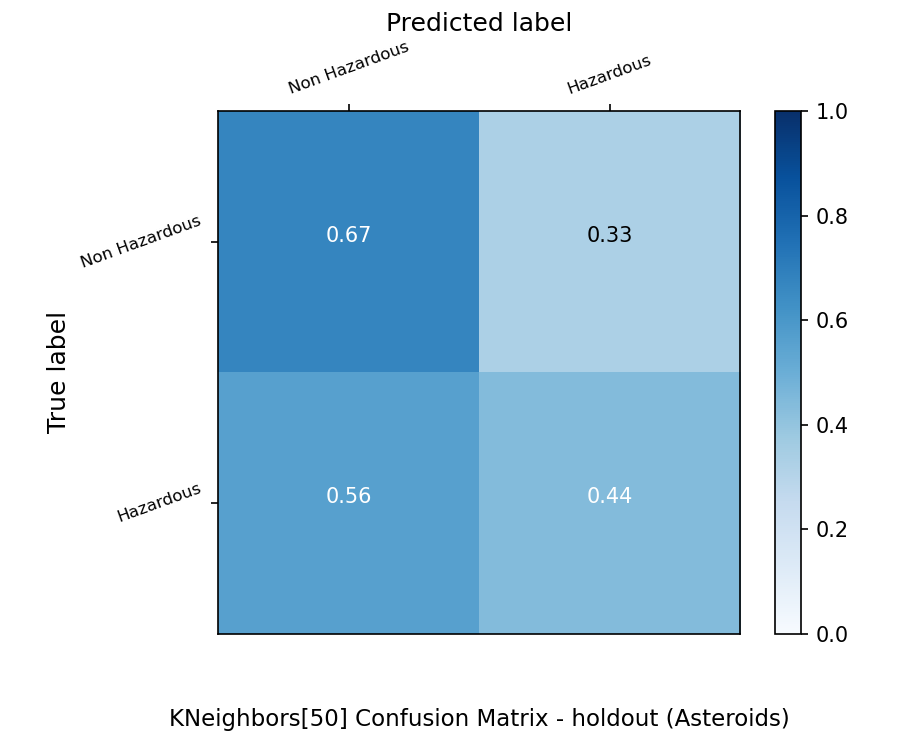 Predicted label
Non Hazardous
Hazardous
1.0
0.8
0.6
0.4
0.2
0.0
True label
Non Hazardous
0.67
0.33
Hazardous
0.56
0.44
KNeighbors[50] Confusion Matrix - holdout (Asteroids)